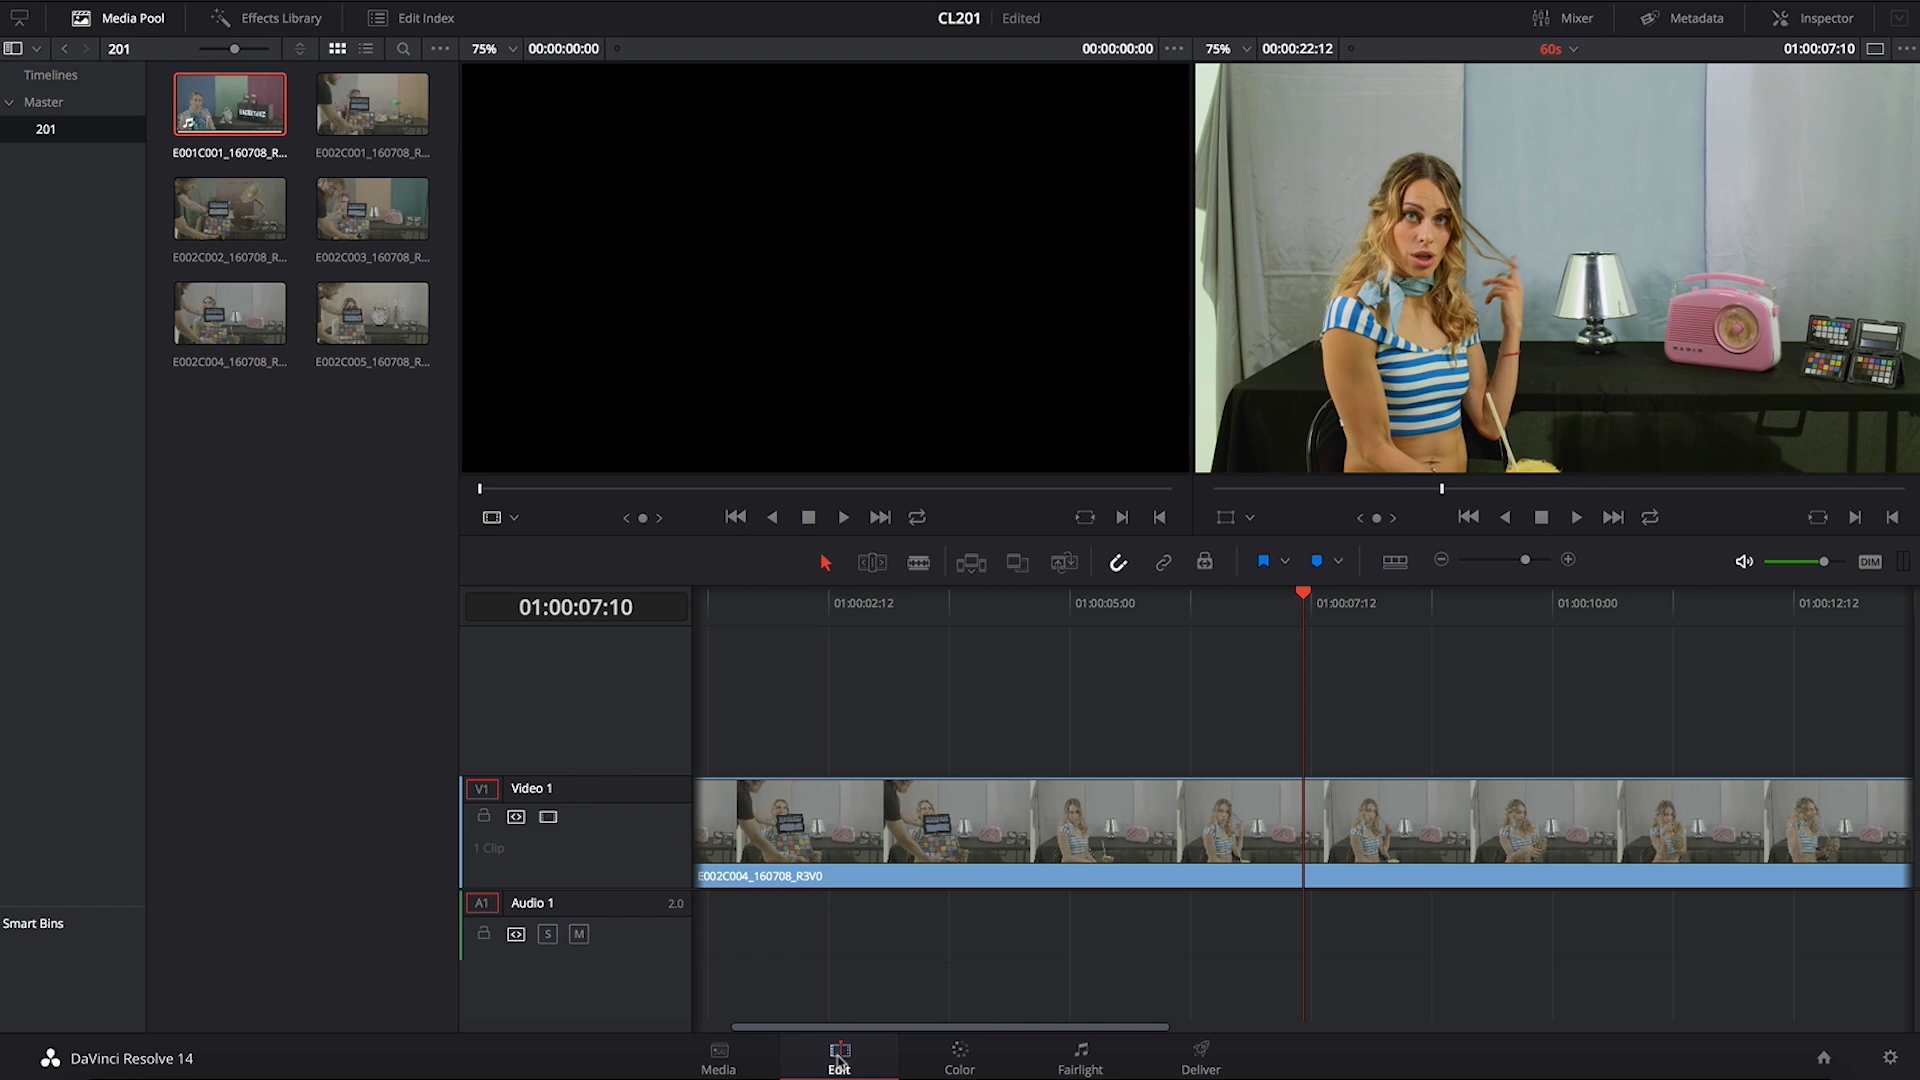 Media Pool
Effects Library
Edit Index
CL201
Edited
Mixer
Metadata
Inspector
201
75%
00:00:00:00
00:00:00:00
75%
00:00:22:12
60s
01:00:07:10
Timelines
Master
201
E001C001_160708_R...
E002C001_160708_R...
E002C002_160708_R...
E002C003_160708_R...
E002C004_160708_R...
E002C005_160708_R...
RADIO
DIM
01:00:07:10
01:00:02:12
01:00:05:00
01:00:07:12
01:00:10:00
01:00:12:12
V1
Video 1
1 Clip
E002C004_160708_R3V0
A1
Audio 1
2.0
S
M
Smart Bins
DaVinci Resolve 14
Media
Edit
Color
Fairlight
Deliver